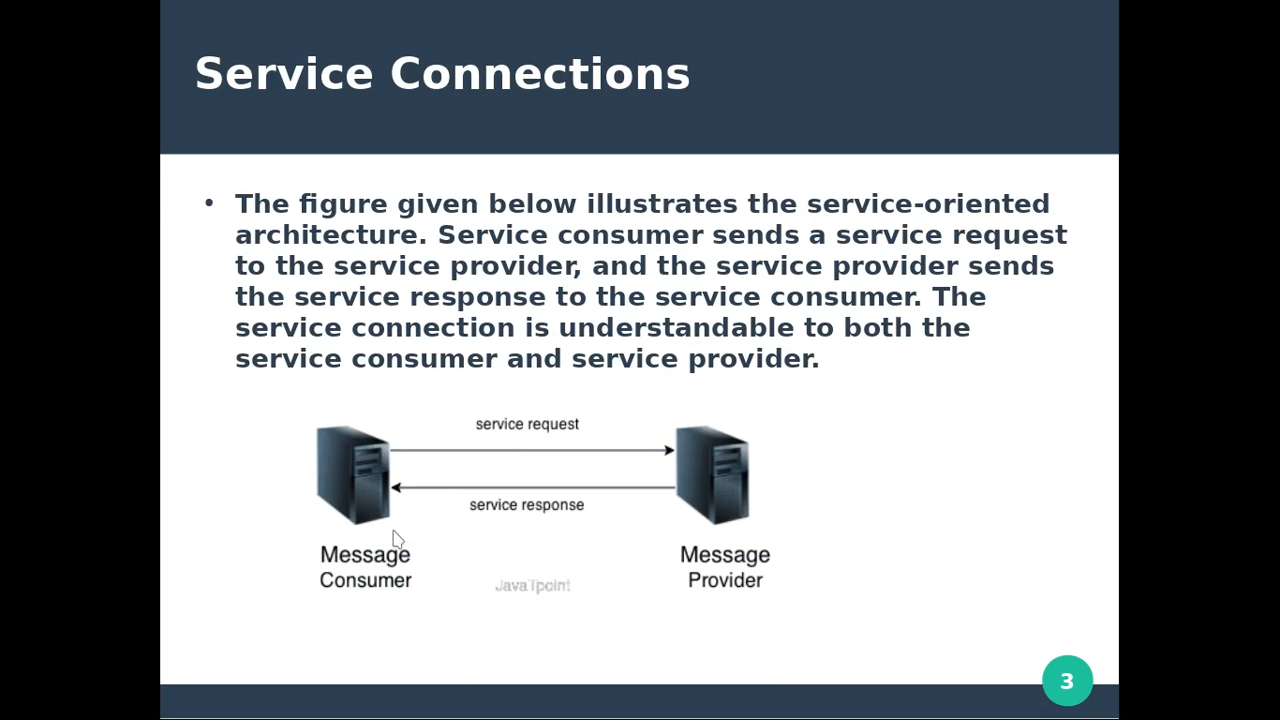 Service Connections
• The figure given below illustrates the service-oriented
architecture. Service consumer sends a service request
to the service provider, and the service provider sends
the service response to the service consumer. The
service connection is understandable to both the
service consumer and service provider.
service request
service response
Message
Consumer
Message
Provider
JavaTpoint
3